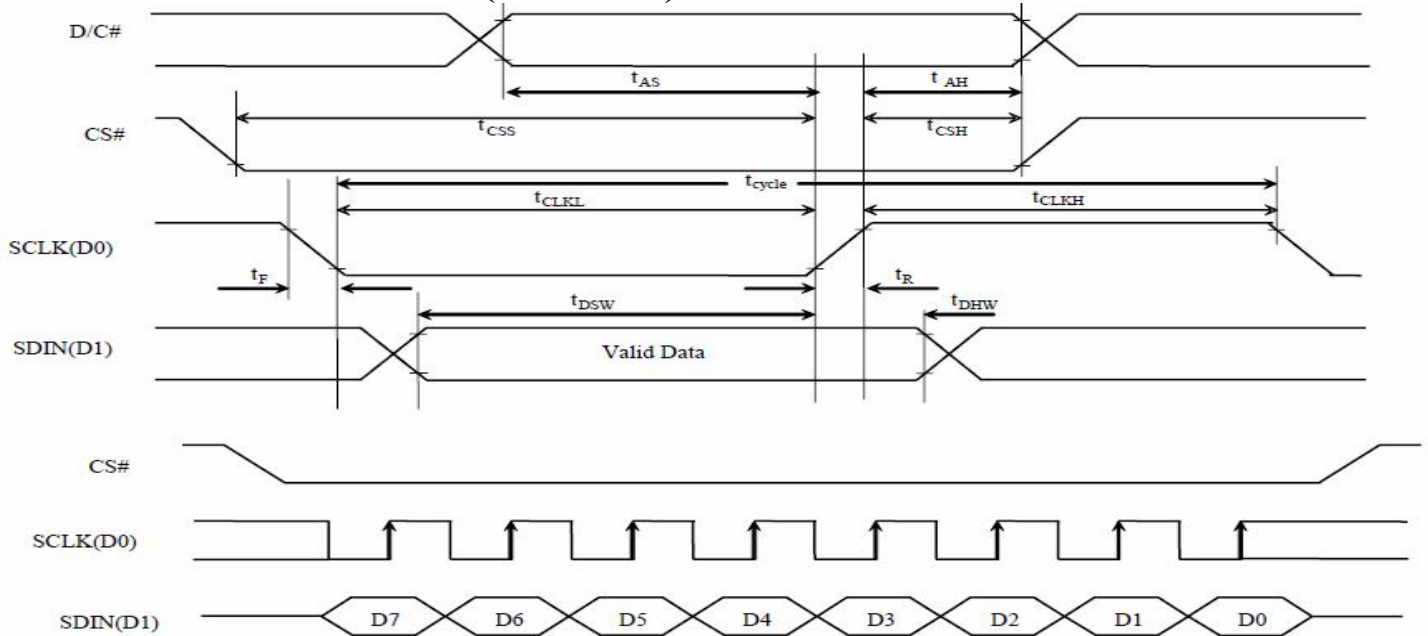 D/C#
tAS
t AH
CS#
tCSS
tCSH
tcycle
tCLKL
tCLKH
SCLK(D0)
tF
tR
tDSW
tDHW
SDIN(D1)
Valid Data
CS#
SCLK(D0)
SDIN(D1)
D7 D6 D5 D4 D3 D2 D1 D0